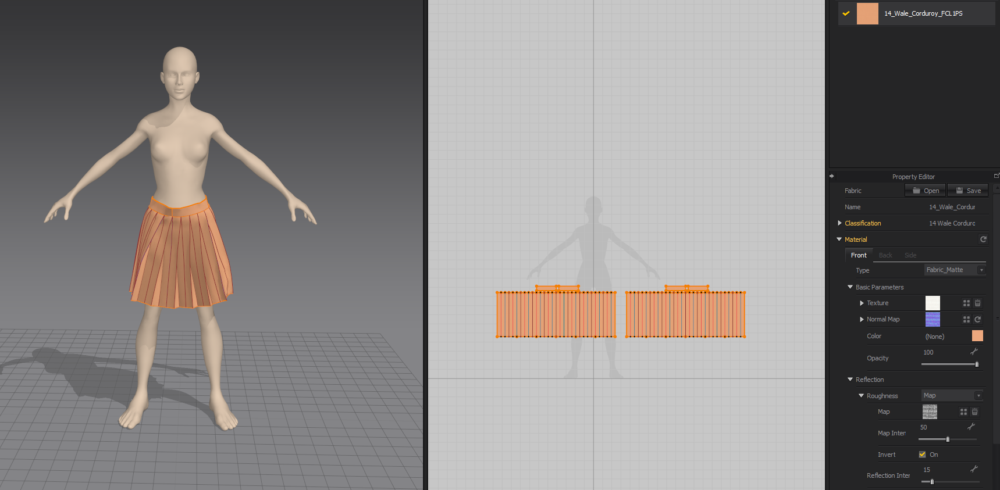 14_Wale_Corduroy_FCL1PS
Property Editor
Fabric Open Save
Name 14_Wale_Cordur
Classification 14 Wale Corduro
Material
Front Back Side
Type Fabric_Matte
Basic Parameters
Texture
Normal Map
Color (None)
100
Opacity
Reflection
Roughness Map
Map
50
Map Inten
Invert On
15
Reflection Inter